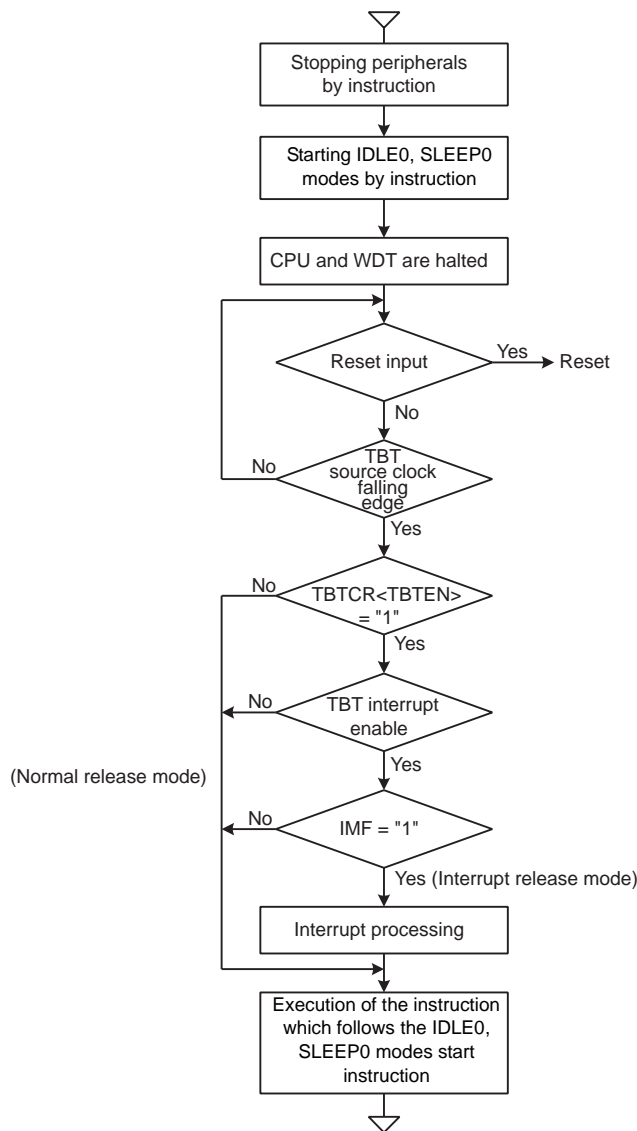 Stopping peripherals
by instruction
Starting IDLE0, SLEEP0
modes by instruction
CPU and WDT are halted
Reset input
Yes
Reset
No
No
TBT
source clock
falling
edge
Yes
No
TBTCR<TBTEN>
= "1"
Yes
No
TBT interrupt
enable
(Normal release mode)
Yes
No
IMF = "1"
Yes (Interrupt release mode)
Interrupt processing
Execution of the instruction
which follows the IDLE0,
SLEEP0 modes start
instruction